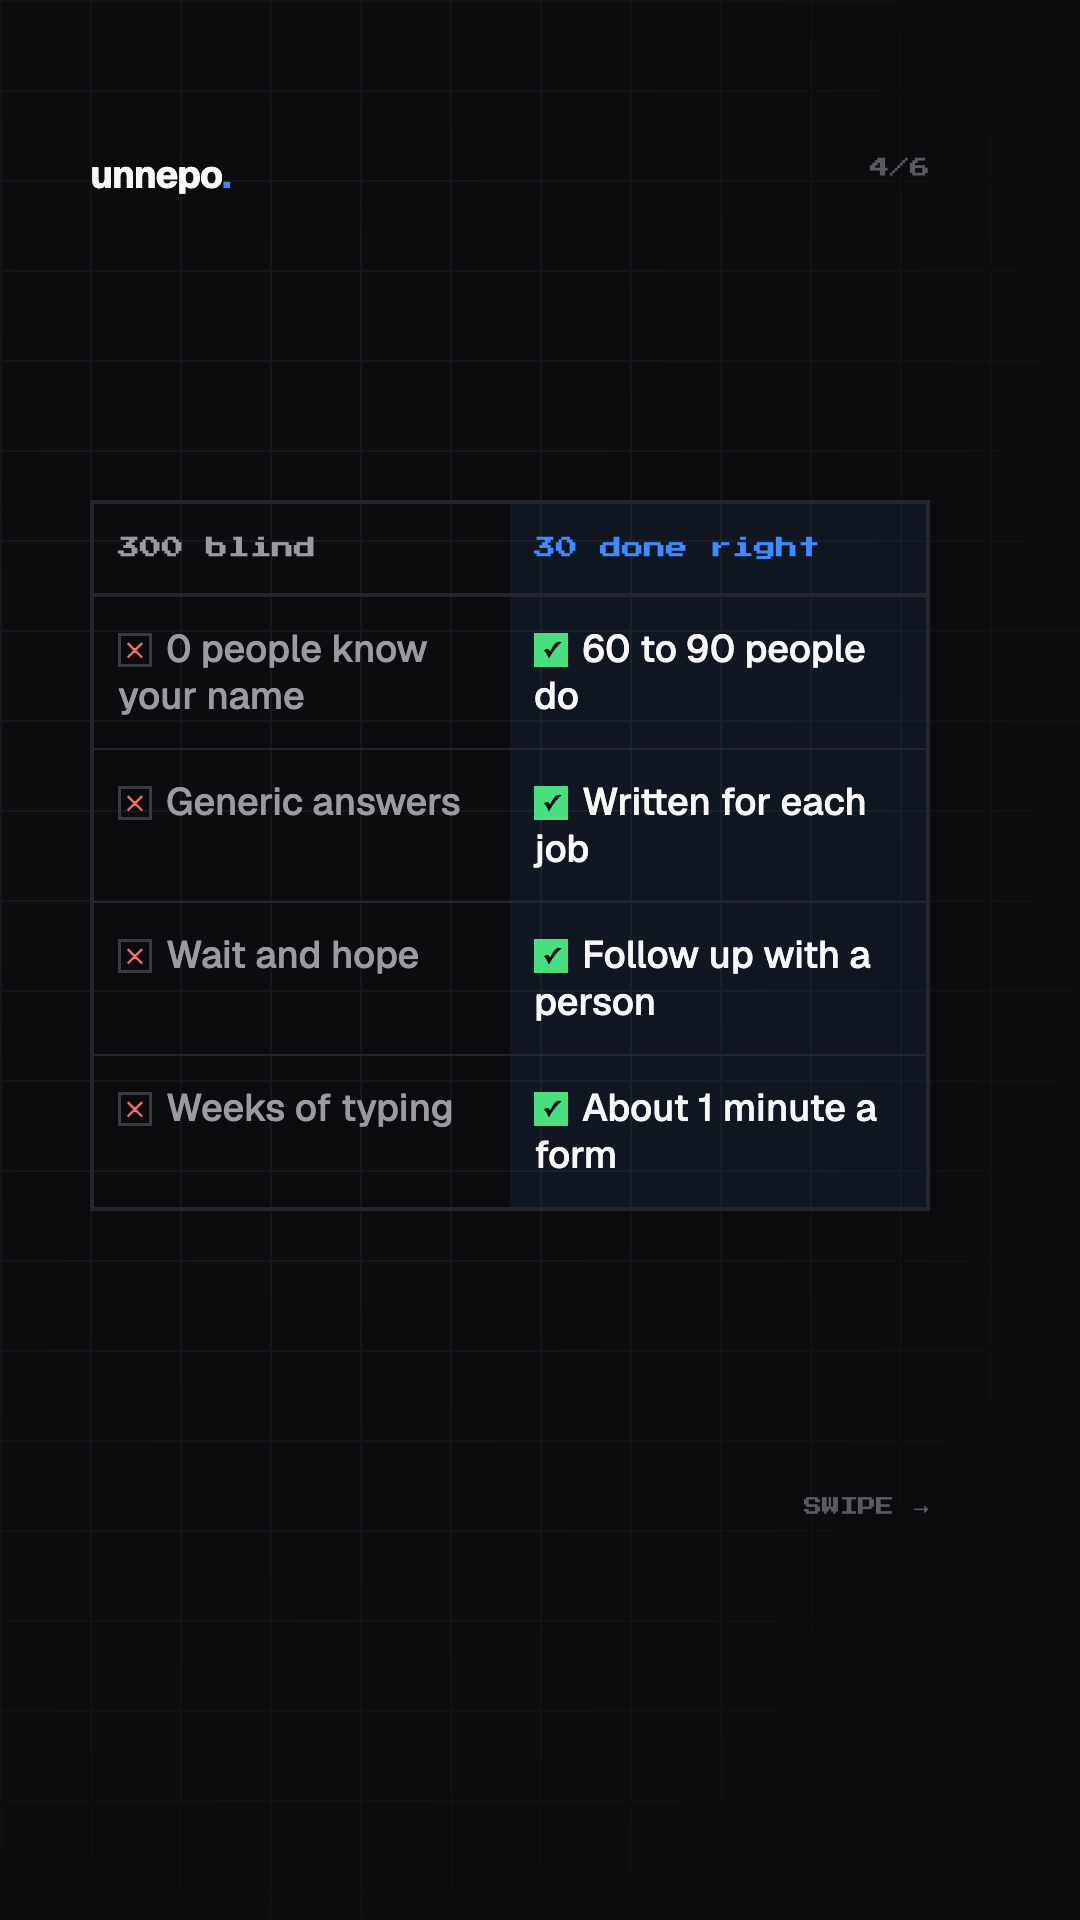 unnepo.
4/6
300 blind
30 done right
✕ 0 people know
your name
✓ 60 to 90 people
do
✕ Generic answers
✓ Written for each
job
✕ Wait and hope
✓ Follow up with a
person
✕ Weeks of typing
✓ About 1 minute a
form
SWIPE →